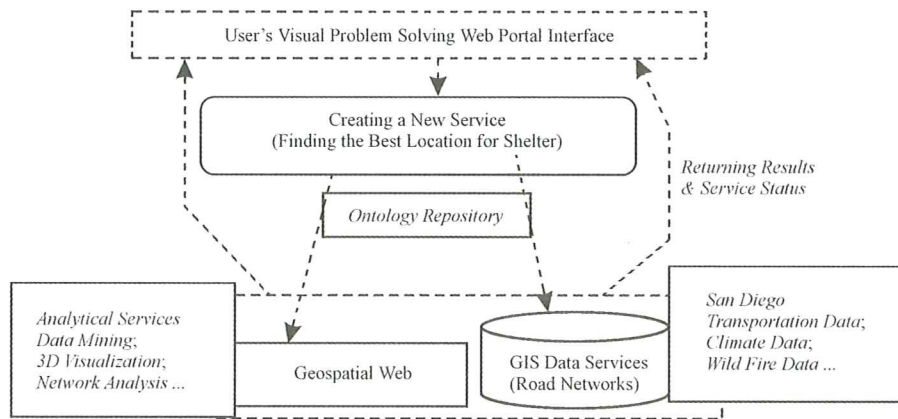 User's Visual Problem Solving Web Portal Interface
Creating a New Service
(Finding the Best Location for Shelter)
Returning Results
& Service Status
Ontology Repository
Analytical Services
Data Mining;
3D Visualization;
Network Analysis ...
Geospatial Web
GIS Data Services
(Road Networks)
San Diego
Transportation Data;
Climate Data;
Wild Fire Data ...